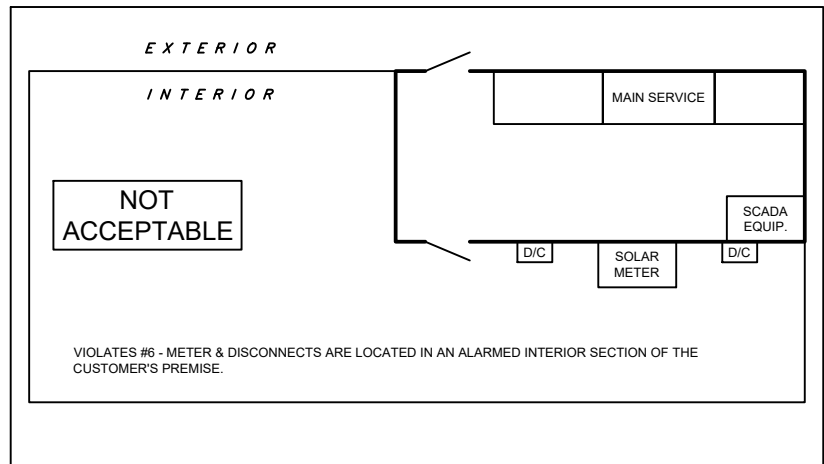 EXTERIOR
INTERIOR
MAIN SERVICE
NOT
ACCEPTABLE
SCADA
EQUIP.
D/C
SOLAR
METER
D/C
VIOLATES #6 - METER & DISCONNECTS ARE LOCATED IN AN ALARMED INTERIOR SECTION OF THE
CUSTOMER'S PREMISE.